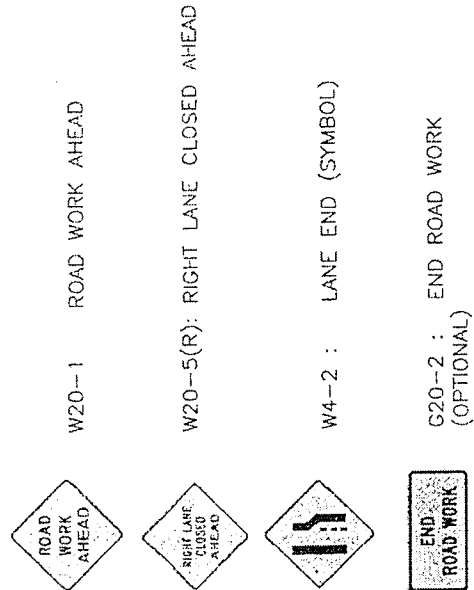 ROAD
WORK
AHEAD
W20-1 ROAD WORK AHEAD
RIGHT LANE
CLOSED
AHEAD
W20-5(R): RIGHT LANE CLOSED AHEAD
W4-2 : LANE END (SYMBOL)
END
ROAD WORK
G20-2 : END ROAD WORK
(OPTIONAL)